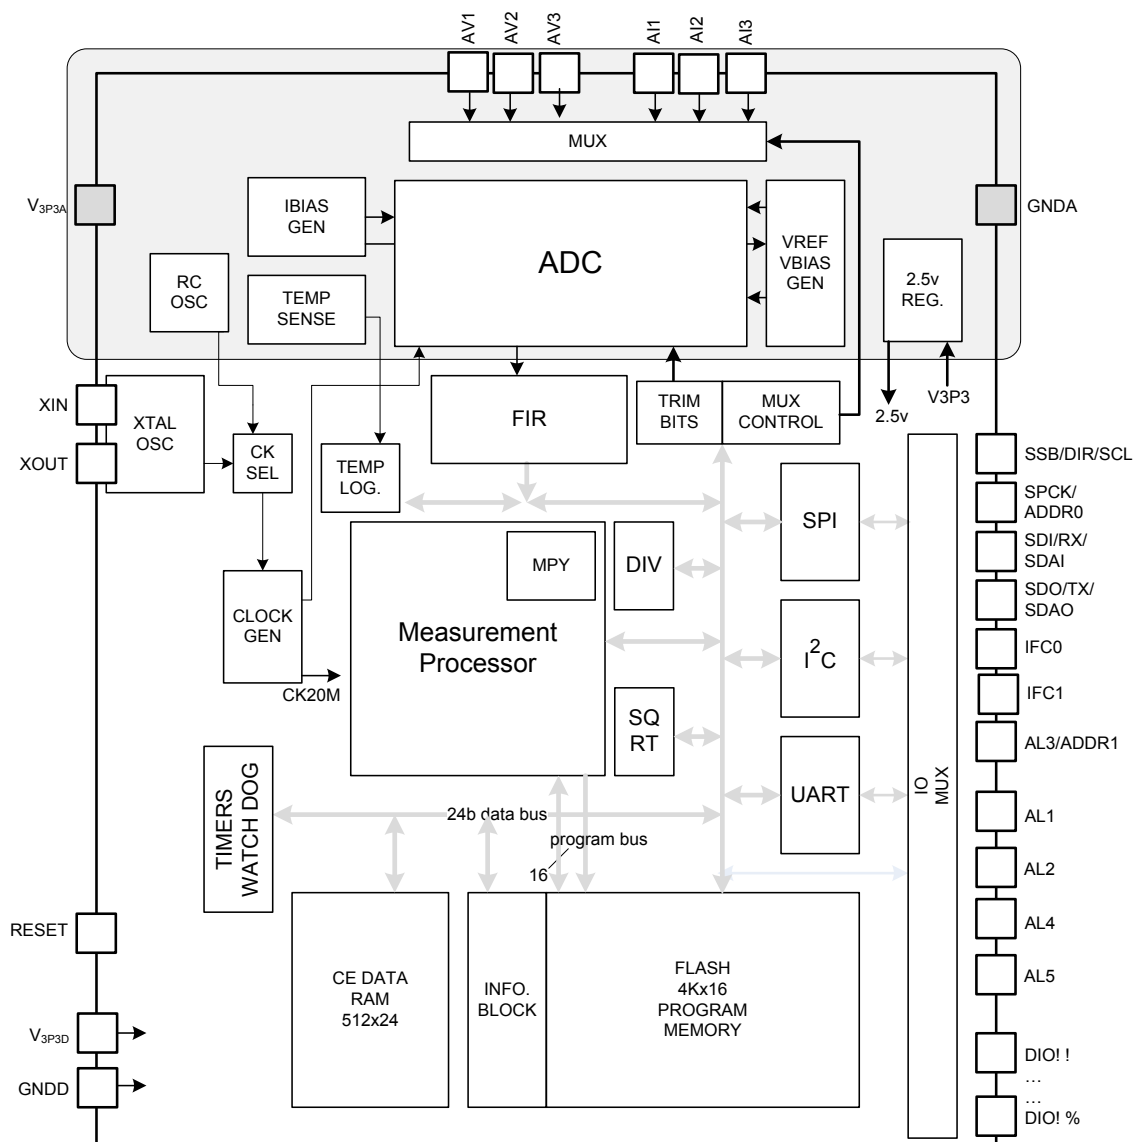 AV1
AV2
AV3
AI1
AI2
AI3
MUX
V3P3A
IBIAS
GEN
ADC
VREF
VBIAS
GEN
GNDA
RC
OSC
TEMP
SENSE
2.5v
REG.
XIN
XTAL
OSC
XOUT
CK
SEL
TEMP
LOG.
FIR
TRIM
BITS
MUX
CONTROL
2.5v
V3P3
SSB/DIR/SCL
SPCK/
ADDR0
SDI/RX/
SDAI
SDO/TX/
SDAO
IFC0
IFC1
AL3/ADDR1
AL1
AL2
AL4
AL5
DIO! !
...
...
DIO! %
SPI
I2C
UART
IO
MUX
MPY
DIV
Measurement
Processor
SQ
RT
CLOCK
GEN
CK20M
TIMERS
WATCH DOG
24b data bus
program bus
16
RESET
V3P3D
GNDD
CE DATA
RAM
512x24
INFO.
BLOCK
FLASH
4Kx16
PROGRAM
MEMORY